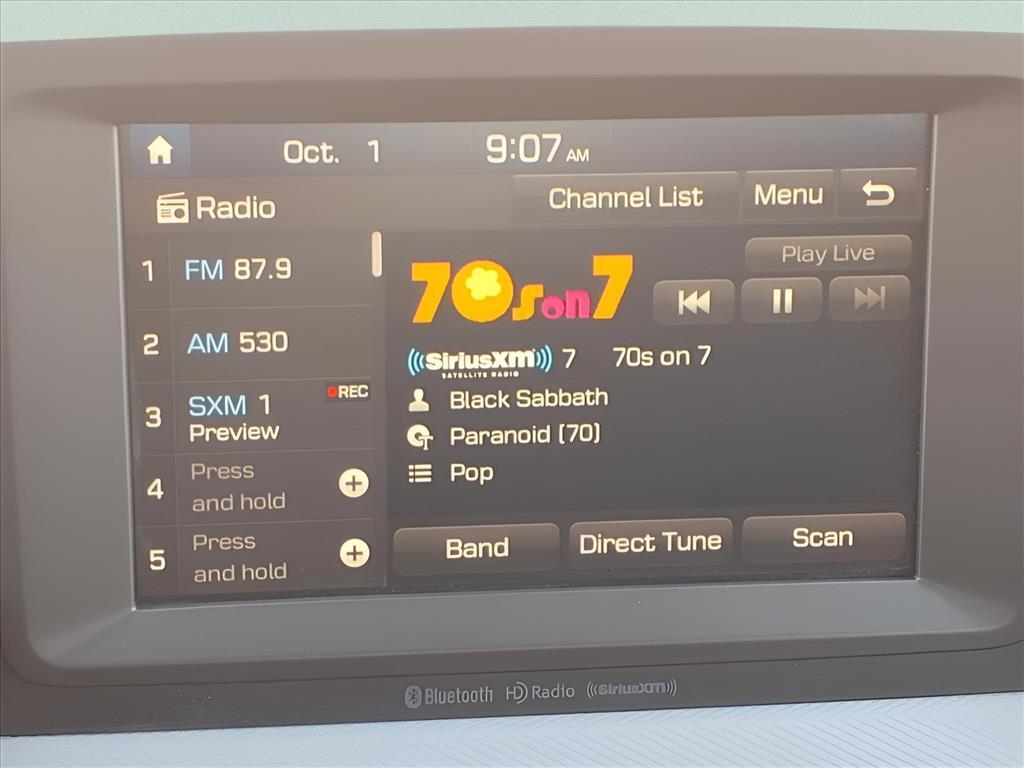 Oct. 1 9:07 AM
Radio Channel List Menu
1 FM 87.9
2 AM 530
3 SXM 1 REC
Preview
4 Press
and hold
5 Press
and hold
Play Live
70s on 7
((SiriusXM)) 7 70s on 7
SATELLITE RADIO
Black Sabbath
Paranoid (70)
Pop
Band Direct Tune Scan
Bluetooth HD Radio ((SiriusXM))